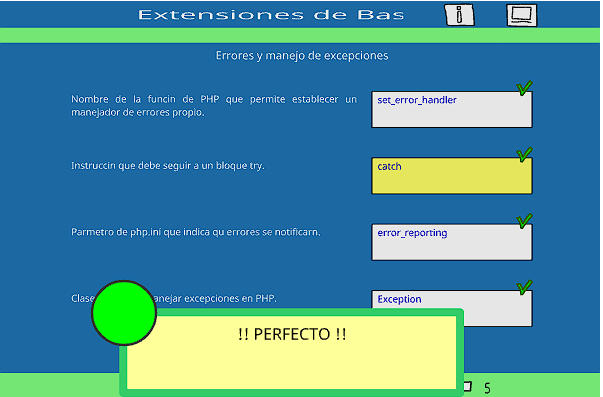 Extensiones de Bas
Errores y manejo de excepciones
Nombre de la funcin de PHP que permite establecer un
manejador de errores propio.
set_error_handler
Instruccin que debe seguir a un bloque try.
catch
Parmetro de php.ini que indica qu errores se notificarn.
error_reporting
Clase anejar excepciones en PHP.
Exception
!! PERFECTO !!
5